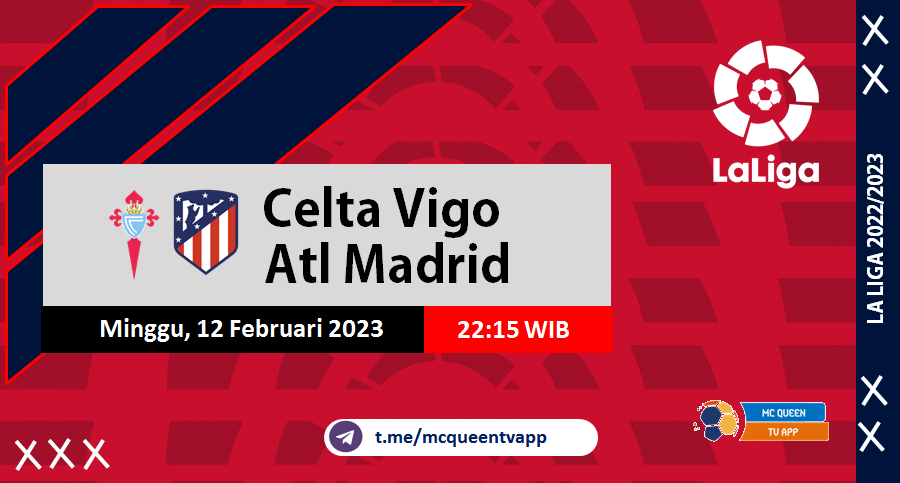 LaLiga
LA LIGA 2022/2023
Celta Vigo
Atl Madrid
Minggu, 12 Februari 2023
22:15 WIB
t.me/mcqueentvapp
MC QUEEN
TV APP